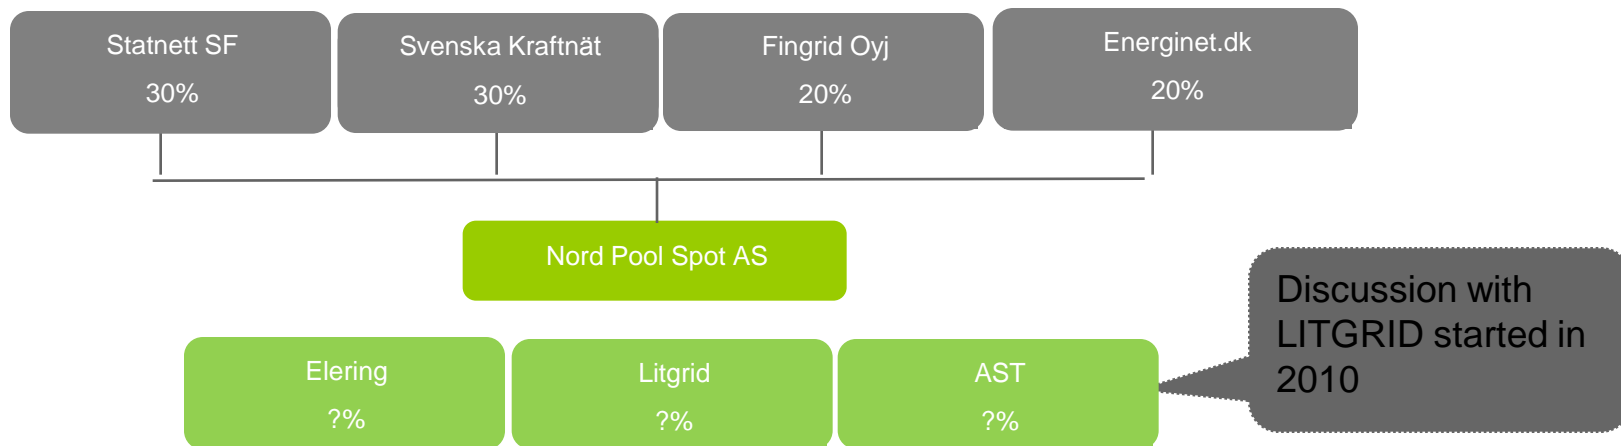 Statnett SF
30%
Svenska Kraftnät
30%
Fingrid Oyj
20%
Energinet.dk
20%
Nord Pool Spot AS
Elering
?%
Litgrid
?%
AST
?%
Discussion with
LITGRID started in
2010